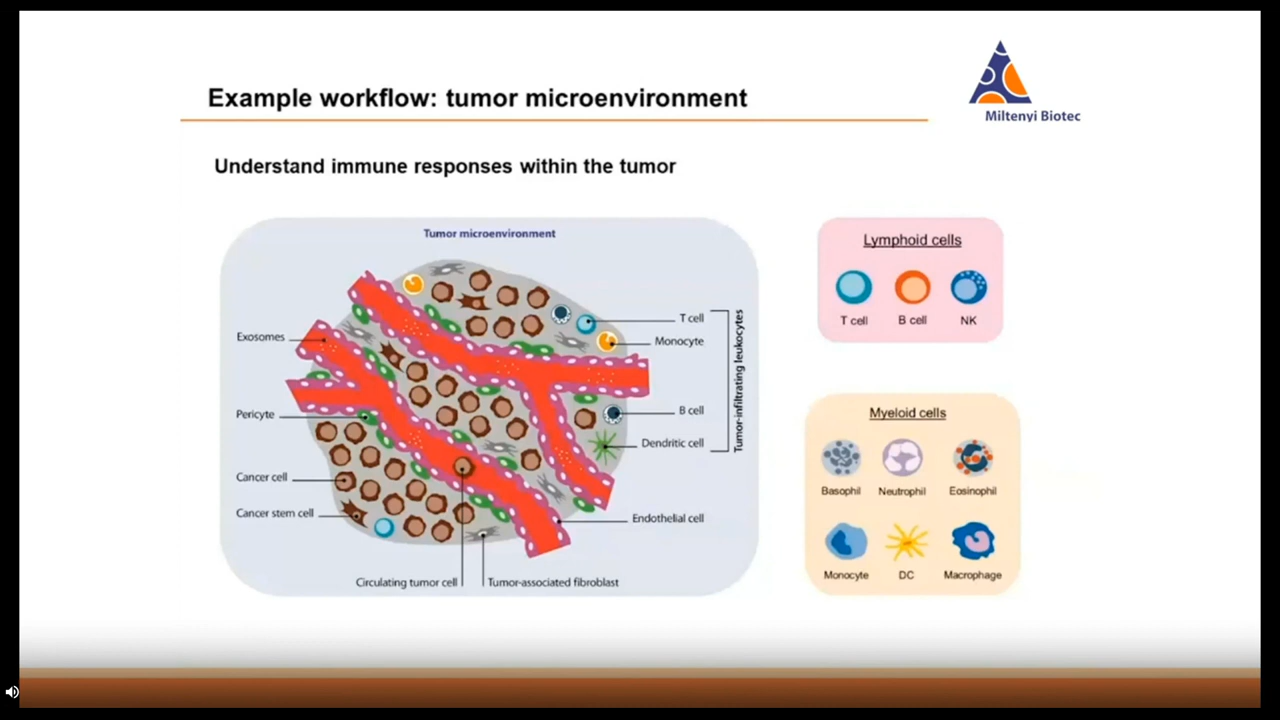 Miltenyi Biotec
Example workflow: tumor microenvironment
Understand immune responses within the tumor
Tumor microenvironment
Exosomes
Pericyte
Cancer cell
Cancer stem cell
Circulating tumor cell
Tumor-associated fibroblast
T cell
Monocyte
B cell
Dendritic cell
Endothelial cell
Tumor-infiltrating leukocytes
Lymphoid cells
T cell
B cell
NK
Myeloid cells
Basophil
Neutrophil
Eosinophil
Monocyte
DC
Macrophage